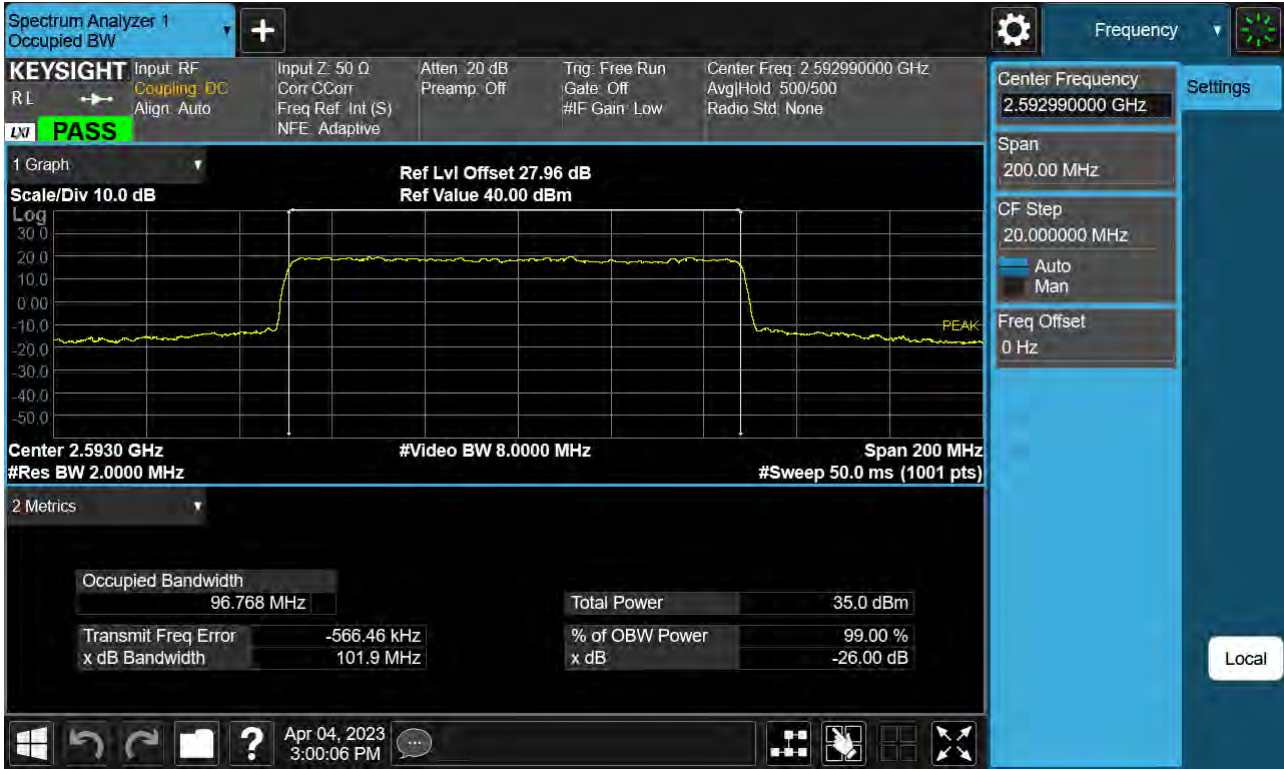 Spectrum Analyzer 1
Occupied BW
Frequency
KEYSIGHT
R L
LXI
PASS
Input: RF
Coupling: DC
Align: Auto
Input Z: 50 Ω
Corr CCorr
Freq Ref: Int (S)
NFE: Adaptive
Atten: 20 dB
Preamp: Off
Trig: Free Run
Gate: Off
#IF Gain: Low
Center Freq: 2.592990000 GHz
Avg|Hold: 500/500
Radio Std: None
Center Frequency
2.592990000 GHz
Settings
Span
200.00 MHz
CF Step
20.000000 MHz
Auto
Man
Freq Offset
0 Hz
Local
1 Graph
Scale/Div 10.0 dB
Ref Lvl Offset 27.96 dB
Ref Value 40.00 dBm
Log
30.0
20.0
10.0
0.00
-10.0
-20.0
-30.0
-40.0
-50.0
PEAK
Center 2.5930 GHz
#Video BW 8.0000 MHz
Span 200 MHz
#Res BW 2.0000 MHz
#Sweep 50.0 ms (1001 pts)
2 Metrics
Occupied Bandwidth
96.768 MHz
Total Power 35.0 dBm
Transmit Freq Error -566.46 kHz
% of OBW Power 99.00 %
x dB Bandwidth 101.9 MHz
x dB -26.00 dB
?
Apr 04, 2023
3:00:06 PM